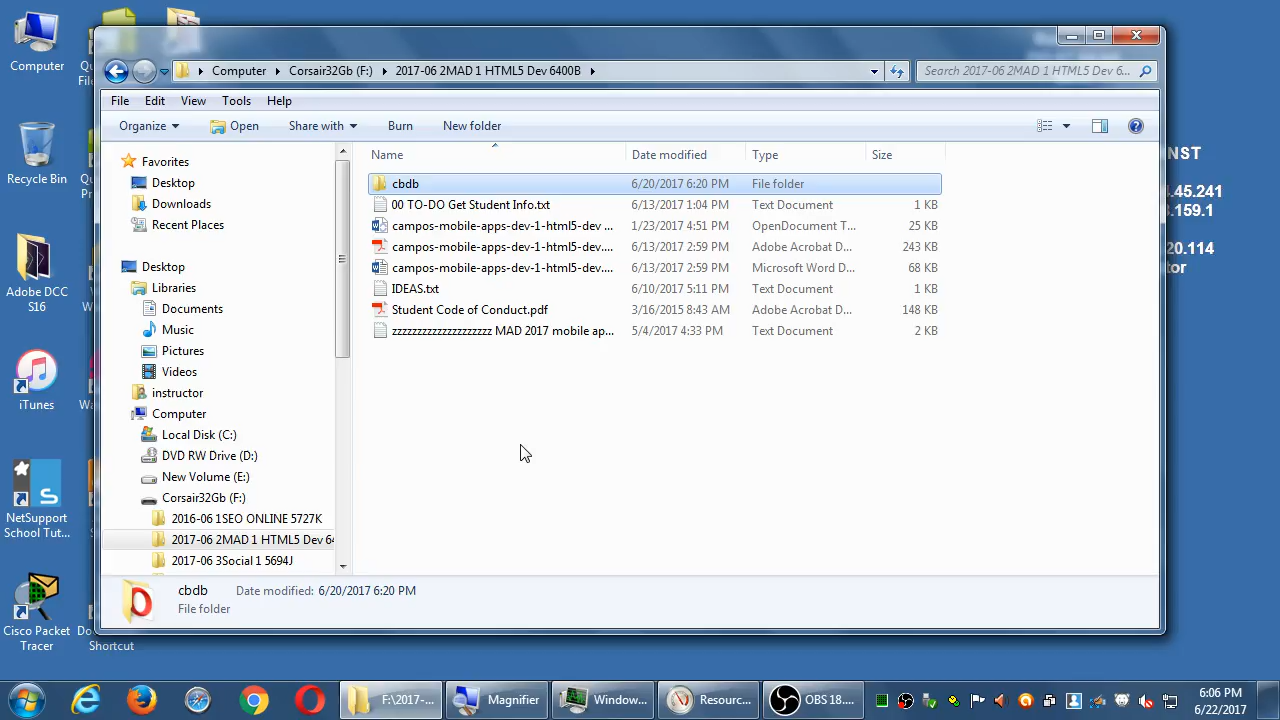 Computer
Corsair32Gb (F:)
2017-06 2MAD 1 HTML5 Dev 6400B
Search 2017-06 2MAD 1 HTML5 Dev 6...
File Edit View Tools Help
Organize Open Share with Burn New folder
Name Date modified Type Size
cbdb 6/20/2017 6:20 PM File folder
00 TO-DO Get Student Info.txt 6/13/2017 1:04 PM Text Document 1 KB
campos-mobile-apps-dev-1-html5-dev ... 1/23/2017 4:51 PM OpenDocument T... 25 KB
campos-mobile-apps-dev-1-html5-dev.... 6/13/2017 2:59 PM Adobe Acrobat D... 243 KB
campos-mobile-apps-dev-1-html5-dev.... 6/13/2017 2:59 PM Microsoft Word D... 68 KB
IDEAS.txt 6/10/2017 5:11 PM Text Document 1 KB
Student Code of Conduct.pdf 3/16/2015 8:43 AM Adobe Acrobat D... 148 KB
zzzzzzzzzzzzzzzzzzzz MAD 2017 mobile ap... 5/4/2017 4:33 PM Text Document 2 KB
Favorites
Desktop
Downloads
Recent Places
Desktop
Libraries
Documents
Music
Pictures
Videos
instructor
Computer
Local Disk (C:)
DVD RW Drive (D:)
New Volume (E:)
Corsair32Gb (F:)
2016-06 1SEO ONLINE 5727K
2017-06 2MAD 1 HTML5 Dev 64
2017-06 3Social 1 5694J
cbdb Date modified: 6/20/2017 6:20 PM
File folder
Computer
Recycle Bin
Adobe DCC
S16
iTunes
NetSupport
School Tut...
Cisco Packet
Tracer
Shortcut
NST
.45.241
.159.1
20.114
tor
F:\2017-...
Magnifier
Window...
Resourc...
OBS 18....
6:06 PM
6/22/2017